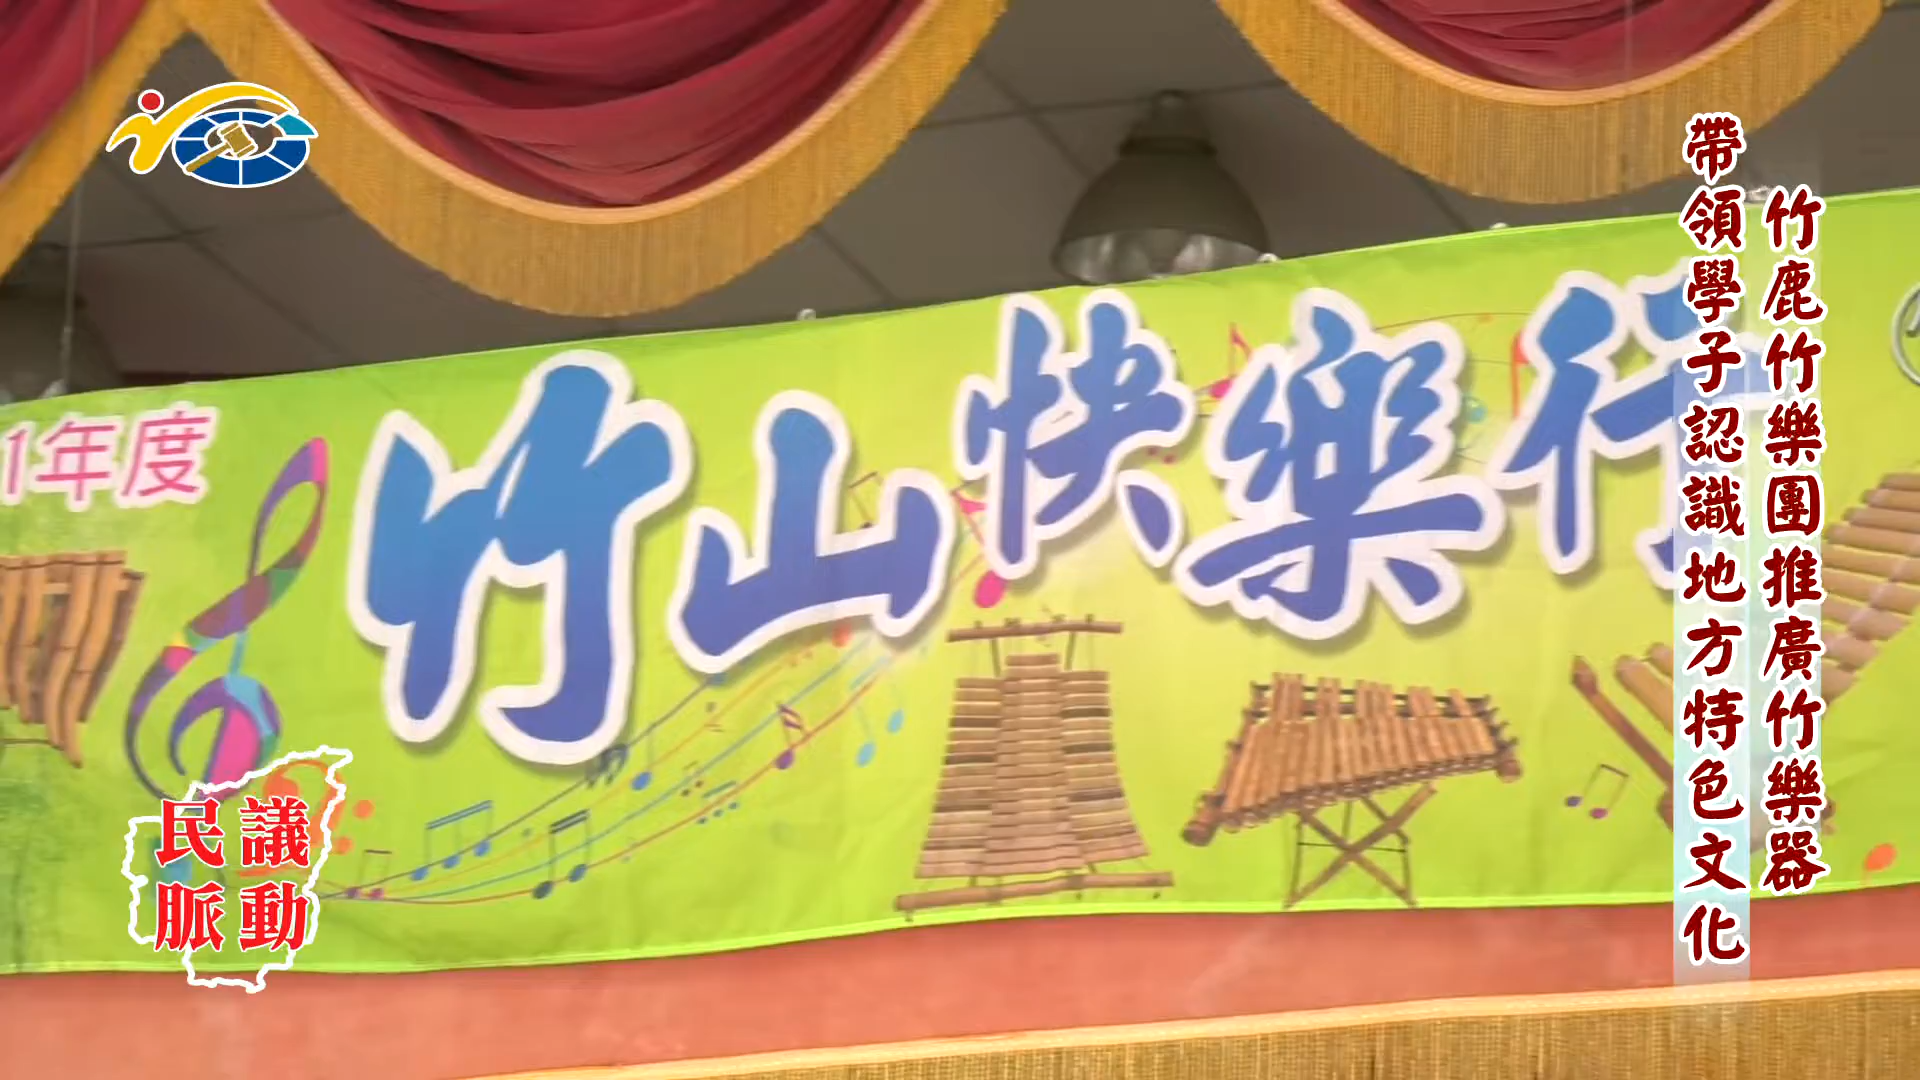 竹鹿竹樂團推廣竹樂器
帶領學子認識地方特色文化
1年度
竹山快樂行
民議
脈動